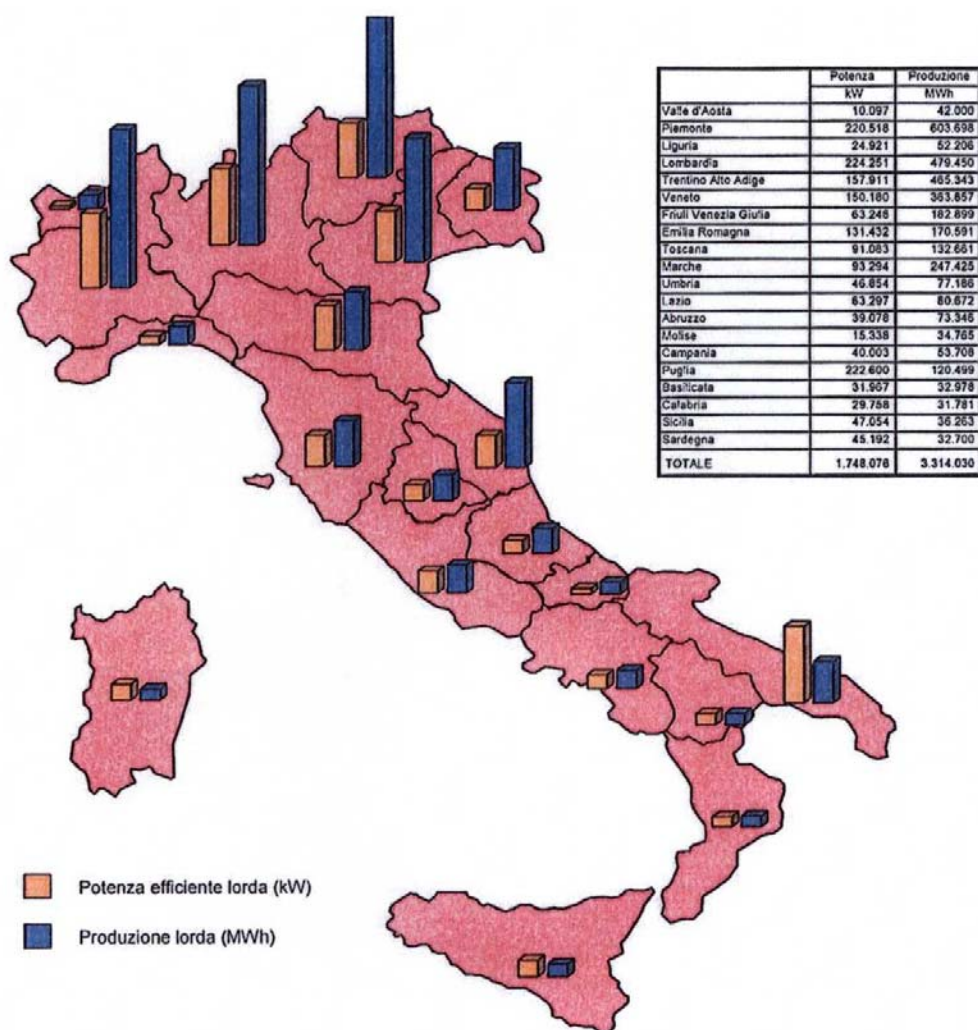 Potenza Produzione
kW MWh
Valle d'Aosta 10.097 42.000
Piemonte 220.518 603.698
Liguria 24.921 52.206
Lombardia 224.251 479.450
Trentino Alto Adige 157.911 465.343
Veneto 150.180 363.857
Friuli Venezia Giulia 63.248 182.899
Emilia Romagna 131.432 170.591
Toscana 91.083 132.661
Marche 93.294 247.425
Umbria 46.854 77.186
Lazio 63.297 80.672
Abruzzo 39.078 73.346
Molise 15.338 34.765
Campania 40.003 53.708
Puglia 222.600 120.499
Basilicata 31.967 32.978
Calabria 29.758 31.781
Sicilia 47.054 36.263
Sardegna 45.192 32.700
TOTALE 1.748.076 3.314.030
Potenza efficiente lorda (kW)
Produzione lorda (MWh)